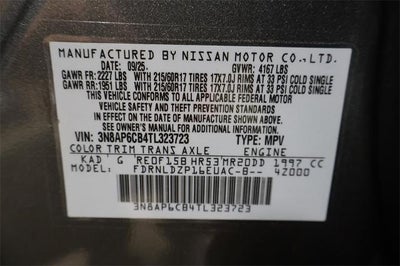 MANUFACTURED BY NISSAN MOTOR CO., LTD.
DATE: 09/25. GVWR: 4167 LBS
GAWR FR: 2227 LBS WITH 215/60R17 TIRES 17X7.0J RIMS AT 33 PSI COLD SINGLE
GAWR RR: 1951 LBS WITH 215/60R17 TIRES 17X7.0J RIMS AT 33 PSI COLD SINGLE
THIS VEHICLE CONFORMS TO ALL APPLICABLE FEDERAL MOTOR
VEHICLE SAFETY AND THEFT PREVENTION STANDARDS
IN EFFECT ON THE DATE OF MANUFACTURE SHOWN ABOVE.
SEE OWNER'S MANUAL FOR ADDITIONAL INFORMATION
VIN: 3N8AP6CB4TL323723 TYPE: MPV
COLOR TRIM TRANS AXLE ENGINE
KAD G RE0F15B HR53 MR20DD 1997 CC
MODEL: FDRNLDZP16EUAC-B-- 4Z000
3N8AP6CB4TL323723